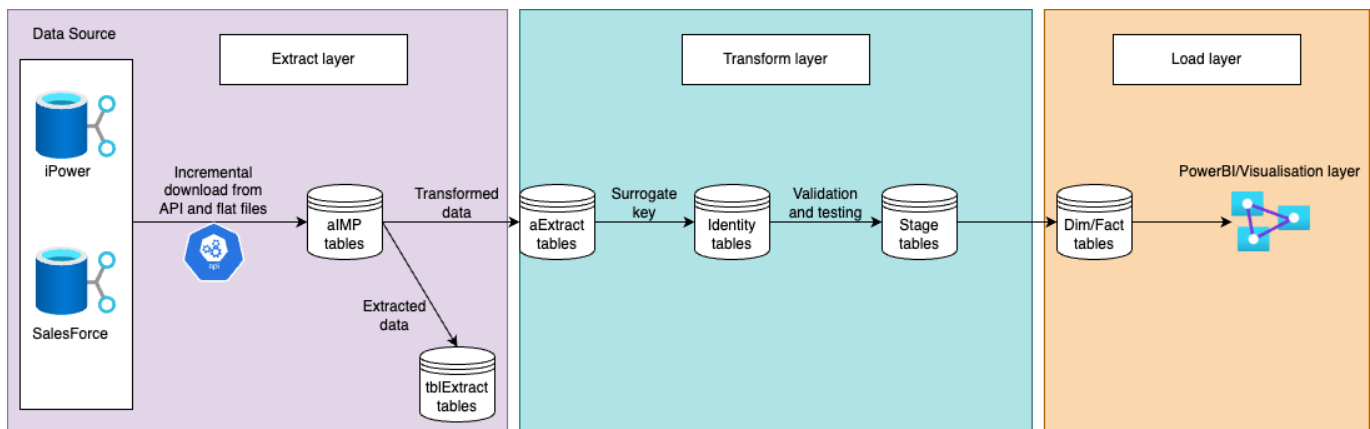 Data Source
Extract layer
Transform layer
Load layer
iPower
SalesForce
Incremental
download from
API and flat files
api
aIMP
tables
Transformed
data
Extracted
data
tblExtract
tables
aExtract
tables
Surrogate
key
Identity
tables
Validation
and testing
Stage
tables
Dim/Fact
tables
PowerBI/Visualisation layer